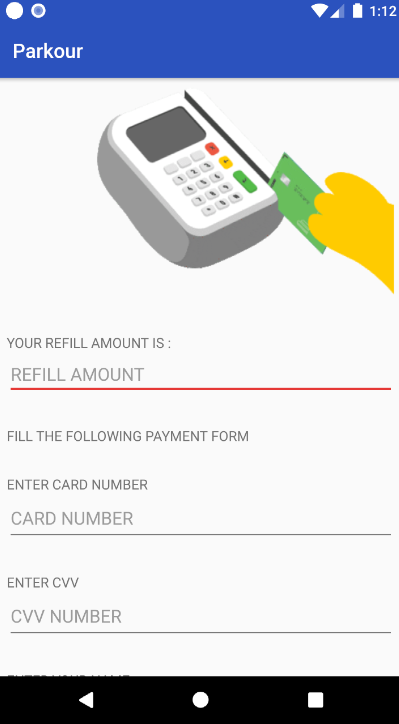 1:12
Parkour
YOUR REFILL AMOUNT IS :
REFILL AMOUNT
FILL THE FOLLOWING PAYMENT FORM
ENTER CARD NUMBER
CARD NUMBER
ENTER CVV
CVV NUMBER